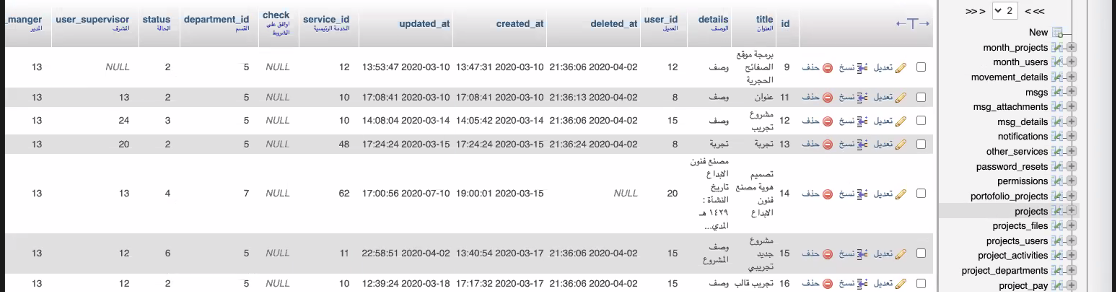 id title العنوان details الوصف user_id العميل deleted_at created_at updated_at service_id الخدمة الرئيسية check اوافق على الشروط department_id القسم status الحالة user_supervisor المشرف _manger المدير
تعديل نسخ حذف 9 برمجة موقع الصفائح الحجرية وصف 12 2020-04-02 21:36:06 2020-03-10 13:47:31 2020-03-10 13:53:47 12 NULL 5 2 NULL 13
تعديل نسخ حذف 11 عنوان وصف 8 2020-04-02 21:36:13 2020-03-10 17:08:41 2020-03-10 17:08:41 10 NULL 5 2 13 13
تعديل نسخ حذف 12 مشروع تجريب وصف 15 2020-04-02 21:36:06 2020-03-14 14:05:42 2020-03-14 14:08:04 10 NULL 5 3 24 13
تعديل نسخ حذف 13 تجربة تجربة 8 2020-04-02 21:36:06 2020-03-15 17:24:24 2020-03-15 17:24:24 48 NULL 5 2 20 13
تعديل نسخ حذف 14 تصميم هوية مصنع فنون الإبداع مصنع فنون الإبداع تاريخ النشأة : ١٤٢٩ هـ المدي... 20 NULL 2020-03-15 19:00:01 2020-07-10 17:00:56 62 NULL 7 4 13 13
تعديل نسخ حذف 15 مشروع جديد تجريبي وصف المشروع 15 2020-04-02 21:36:06 2020-03-17 13:40:54 2020-04-02 22:58:51 11 NULL 5 6 12 13
تعديل نسخ حذف 16 تجريب قالب وصف 15 2020-04-02 21:36:06 2020-03-17 17:17:32 2020-03-18 12:39:24 10 NULL 5 2 12 13
>>> 2 <<<
New
month_projects
month_users
movement_details
msgs
msg_attachments
msg_details
notifications
other_services
password_resets
permissions
portofolio_projects
projects
projects_files
projects_users
project_activities
project_departments
project_pay